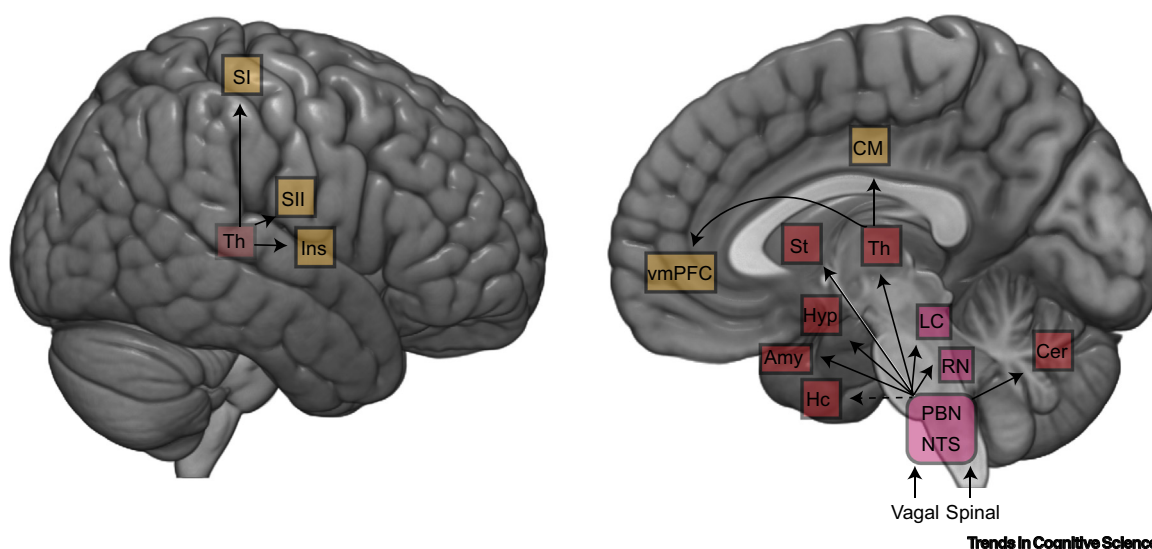 SI
SII
Th
Ins
CM
St
Th
vmPFC
Hyp
LC
Amy
RN
Cer
Hc
PBN
NTS
Vagal Spinal
Trends in Cognitive Science